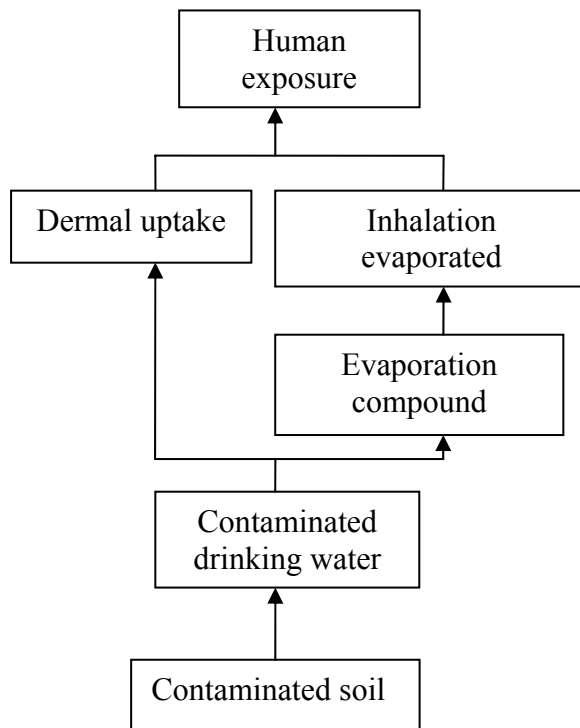 Human
exposure
Dermal uptake
Inhalation
evaporated
Evaporation
compound
Contaminated
drinking water
Contaminated soil